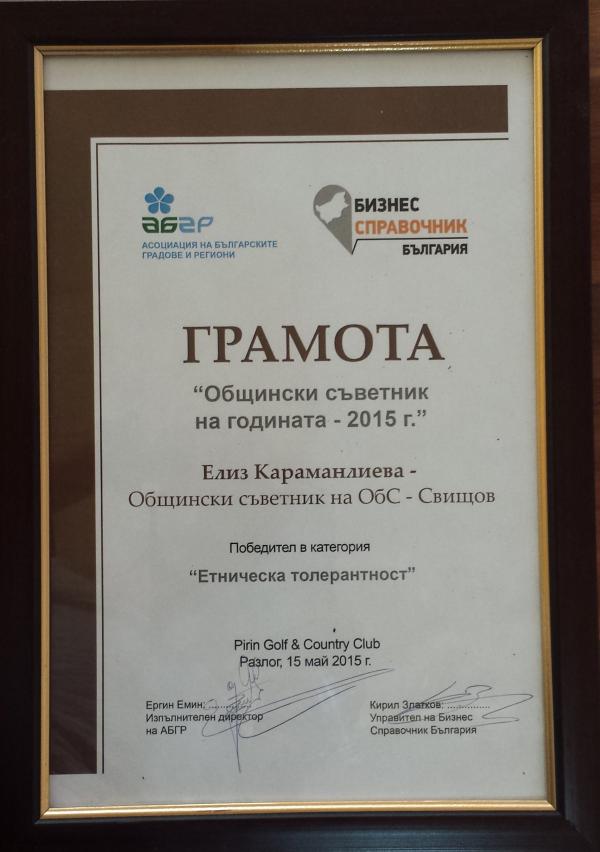 АБГР
АСОЦИАЦИЯ НА БЪЛГАРСКИТЕ
ГРАДОВЕ И РЕГИОНИ
БИЗНЕС
СПРАВОЧНИК
БЪЛГАРИЯ
ГРАМОТА
“Общински съветник
на годината - 2015 г.”
Елиз Караманлиева -
Общински съветник на ОбС - Свищов
Победител в категория
“Етническа толерантност”
Pirin Golf & Country Club
Разлог, 15 май 2015 г.
Ергин Емин: ............
Изпълнителен директор
на АБГР
Кирил Златков: ..............
Управител на Бизнес
Справочник България